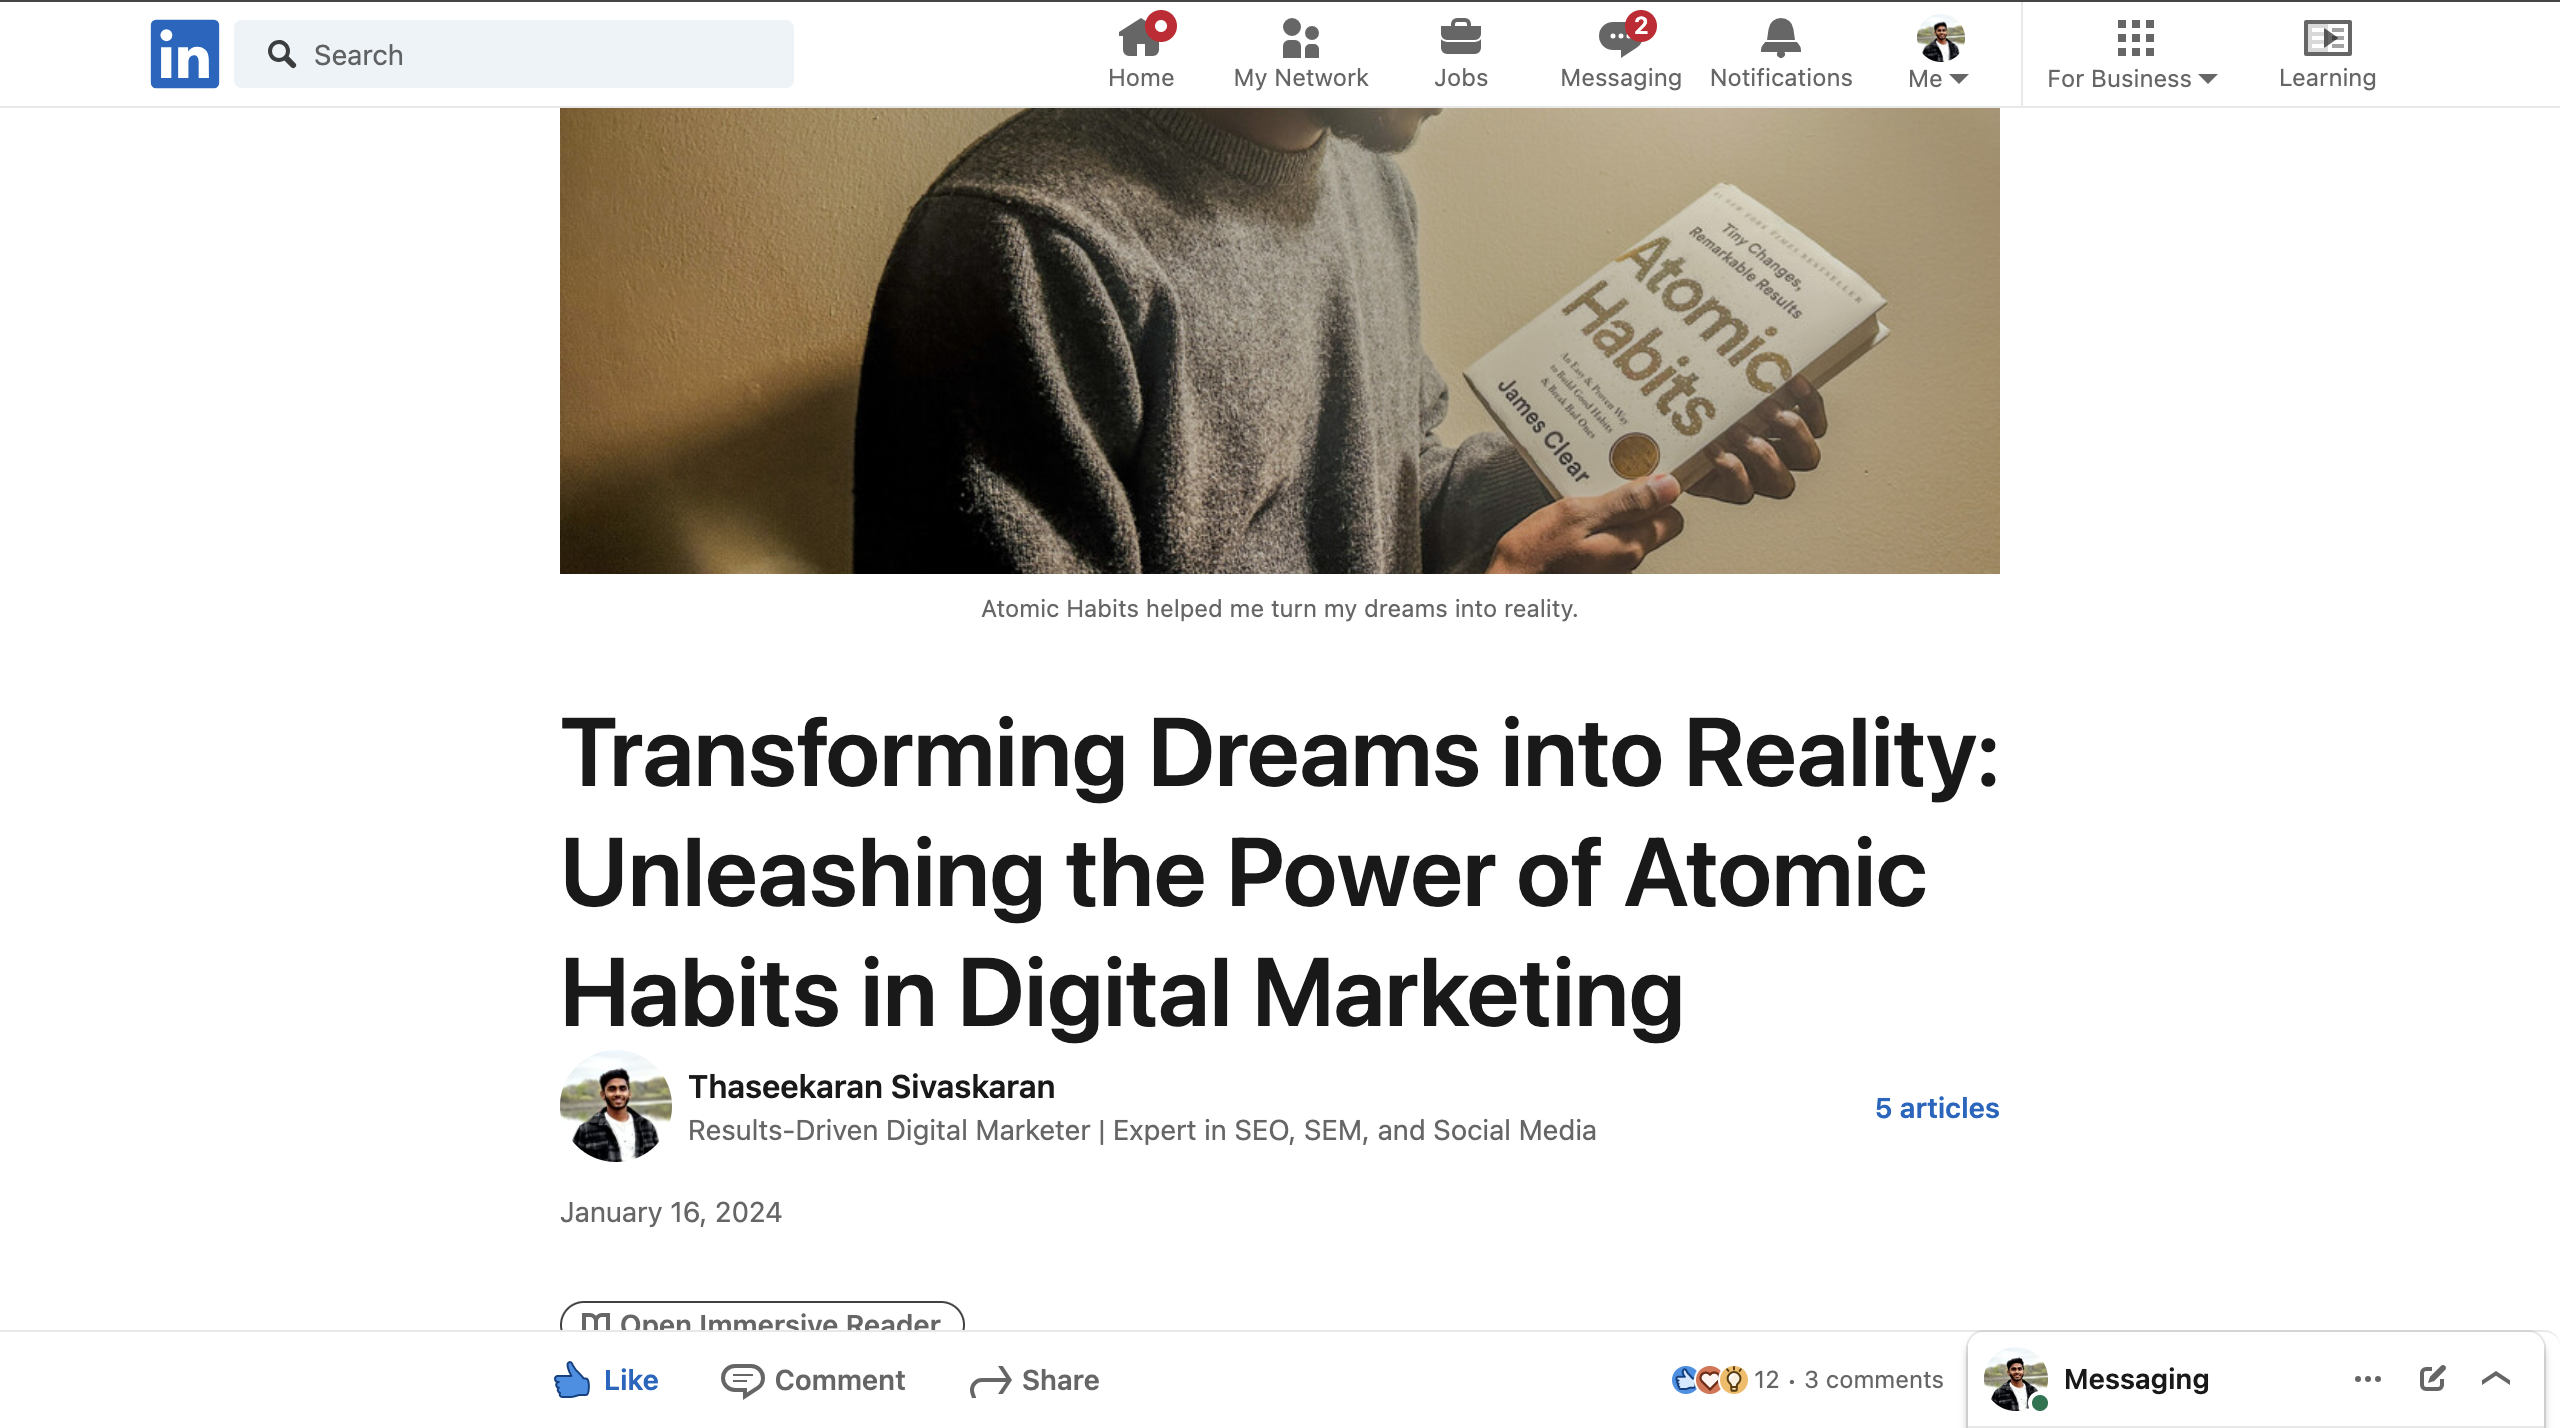 in
Search
Home
My Network
Jobs
2
Messaging
Notifications
Me
For Business
Learning
#1 NEW YORK TIMES BESTSELLER
Tiny Changes,
Remarkable Results
Atomic
Habits
An Easy & Proven Way
to Build Good Habits
& Break Bad Ones
James Clear
Atomic Habits helped me turn my dreams into reality.
Transforming Dreams into Reality:
Unleashing the Power of Atomic
Habits in Digital Marketing
Thaseekaran Sivaskaran
Results-Driven Digital Marketer | Expert in SEO, SEM, and Social Media
5 articles
January 16, 2024
Open Immersive Reader
Like
Comment
Share
12 · 3 comments
Messaging